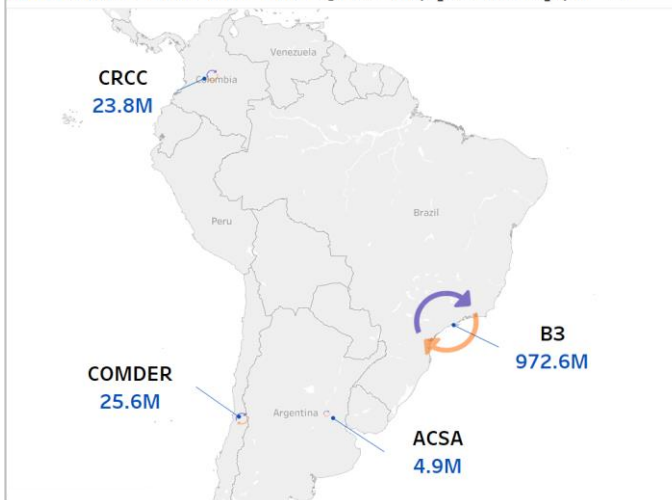 Venezuela
CRCC
23.8M
Colombia
Peru
Brazil
B3
972.6M
COMDER
25.6M
Argentina
ACSA
4.9M